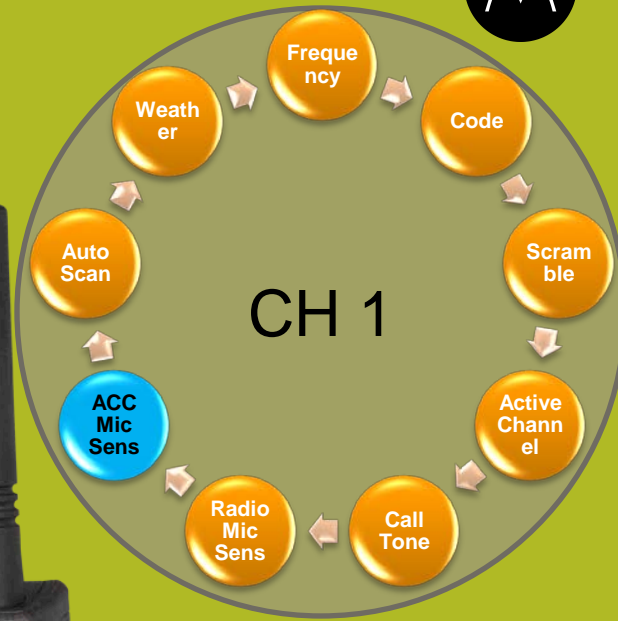 Freque
ncy
Code
Scram
ble
Active
Chann
el
Call
Tone
Radio
Mic
Sens
ACC
Mic
Sens
Auto
Scan
Weath
er
CH 1